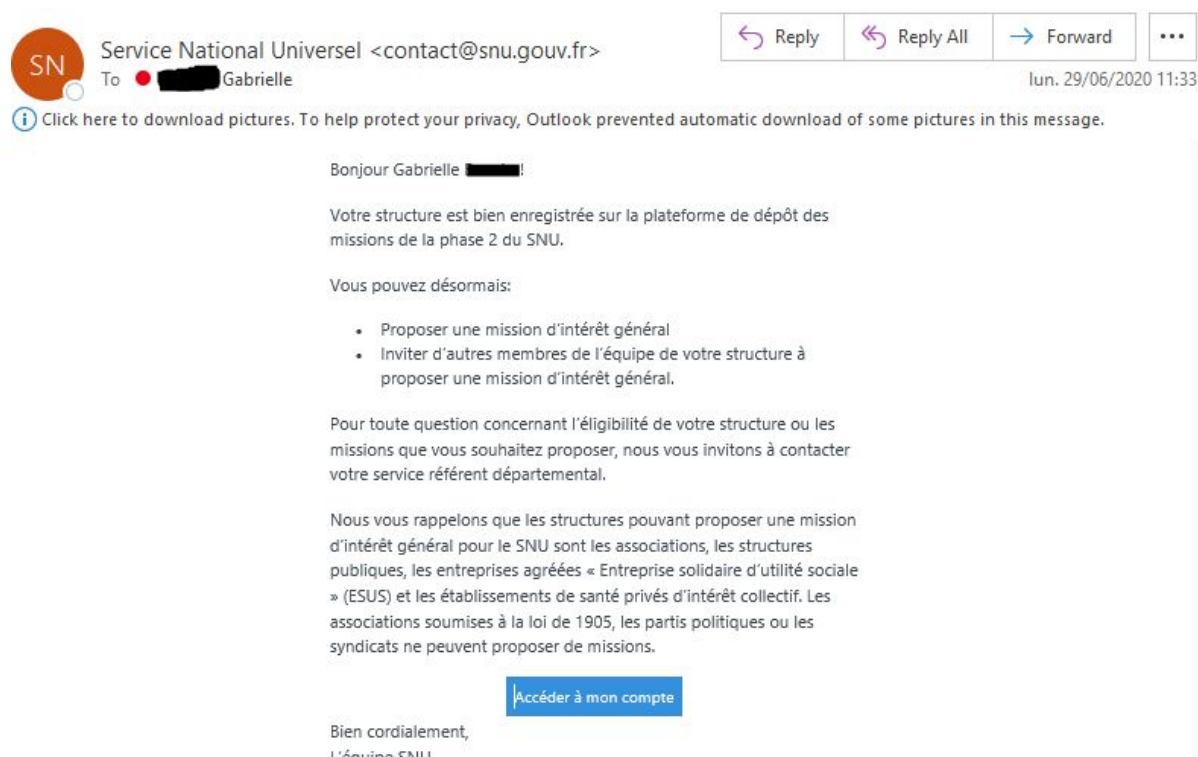 SN
Service National Universel <contact@snu.gouv.fr>
Reply
Reply All
Forward
...
To Gabrielle
lun. 29/06/2020 11:33
Click here to download pictures. To help protect your privacy, Outlook prevented automatic download of some pictures in this message.
Bonjour Gabrielle !
Votre structure est bien enregistrée sur la plateforme de dépôt des
missions de la phase 2 du SNU.
Vous pouvez désormais:
• Proposer une mission d'intérêt général
• Inviter d'autres membres de l'équipe de votre structure à
proposer une mission d'intérêt général.
Pour toute question concernant l'éligibilité de votre structure ou les
missions que vous souhaitez proposer, nous vous invitons à contacter
votre service référent départemental.
Nous vous rappelons que les structures pouvant proposer une mission
d'intérêt général pour le SNU sont les associations, les structures
publiques, les entreprises agréées « Entreprise solidaire d'utilité sociale
» (ESUS) et les établissements de santé privés d'intérêt collectif. Les
associations soumises à la loi de 1905, les partis politiques ou les
syndicats ne peuvent proposer de missions.
Accéder à mon compte
Bien cordialement,
L'équipe SNU